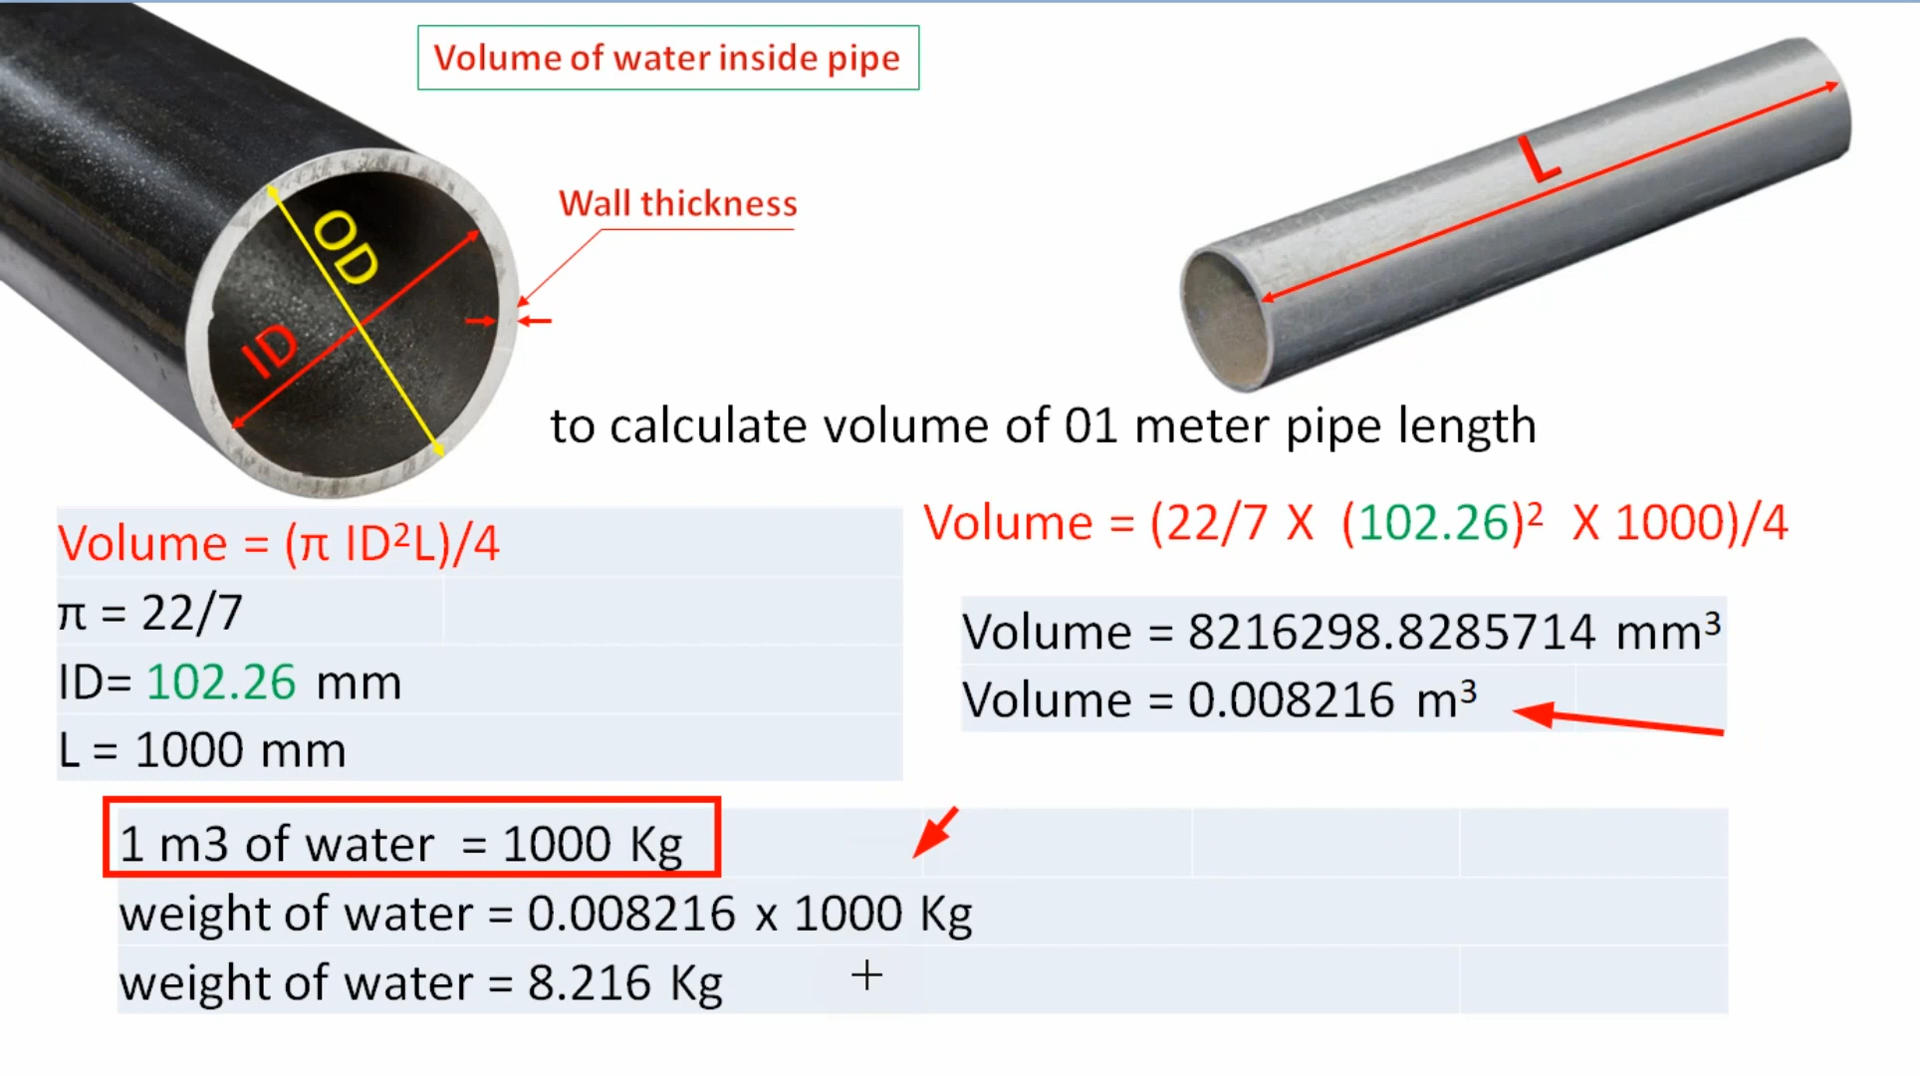 Volume of water inside pipe
Wall thickness
OD
ID
L
to calculate volume of 01 meter pipe length
Volume = (π ID²L)/4
π = 22/7
ID= 102.26 mm
L = 1000 mm
Volume = (22/7 X (102.26)² X 1000)/4
Volume = 8216298.8285714 mm³
Volume = 0.008216 m³
1 m3 of water = 1000 Kg
weight of water = 0.008216 x 1000 Kg
weight of water = 8.216 Kg